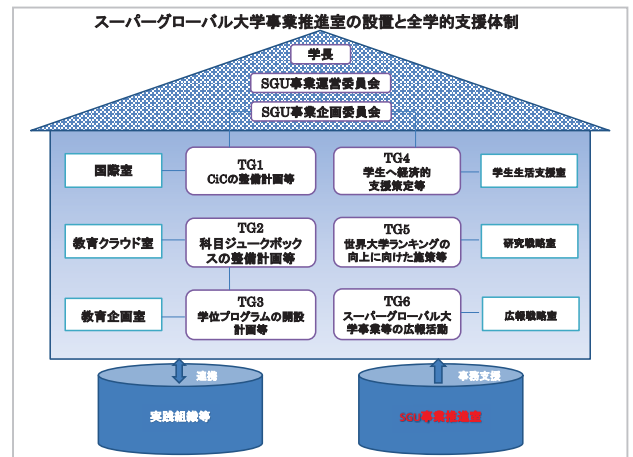 スーパーグローバル大学事業推進室の設置と全学的支援体制
学長
SGU事業運営委員会
SGU事業企画委員会
国際室
TG1
CiCの整備計画等
TG4
学生へ経済的
支援策定等
学生生活支援室
教育クラウド室
TG2
科目ジュークボック
スの整備計画等
TG5
世界大学ランキングの
向上に向けた施策等
研究戦略室
教育企画室
TG3
学位プログラムの開設
計画等
TG6
スーパーグローバル大
学事業等の広報活動
広報戦略室
連携
実践組織等
事務支援
SGU事業推進室